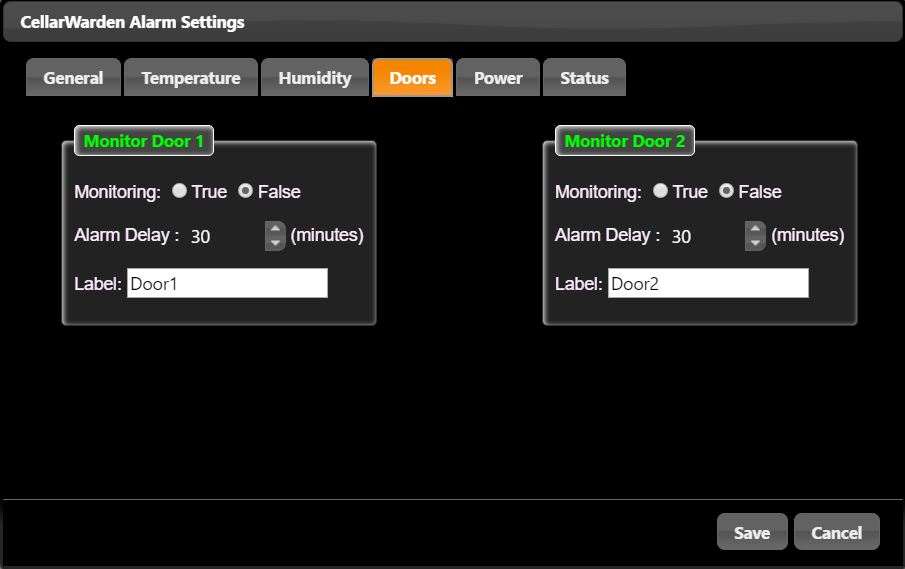 CellarWarden Alarm Settings
General Temperature Humidity Doors Power Status
Monitor Door 1
Monitoring: True False
Alarm Delay : 30 (minutes)
Label: Door1
Monitor Door 2
Monitoring: True False
Alarm Delay : 30 (minutes)
Label: Door2
Save Cancel